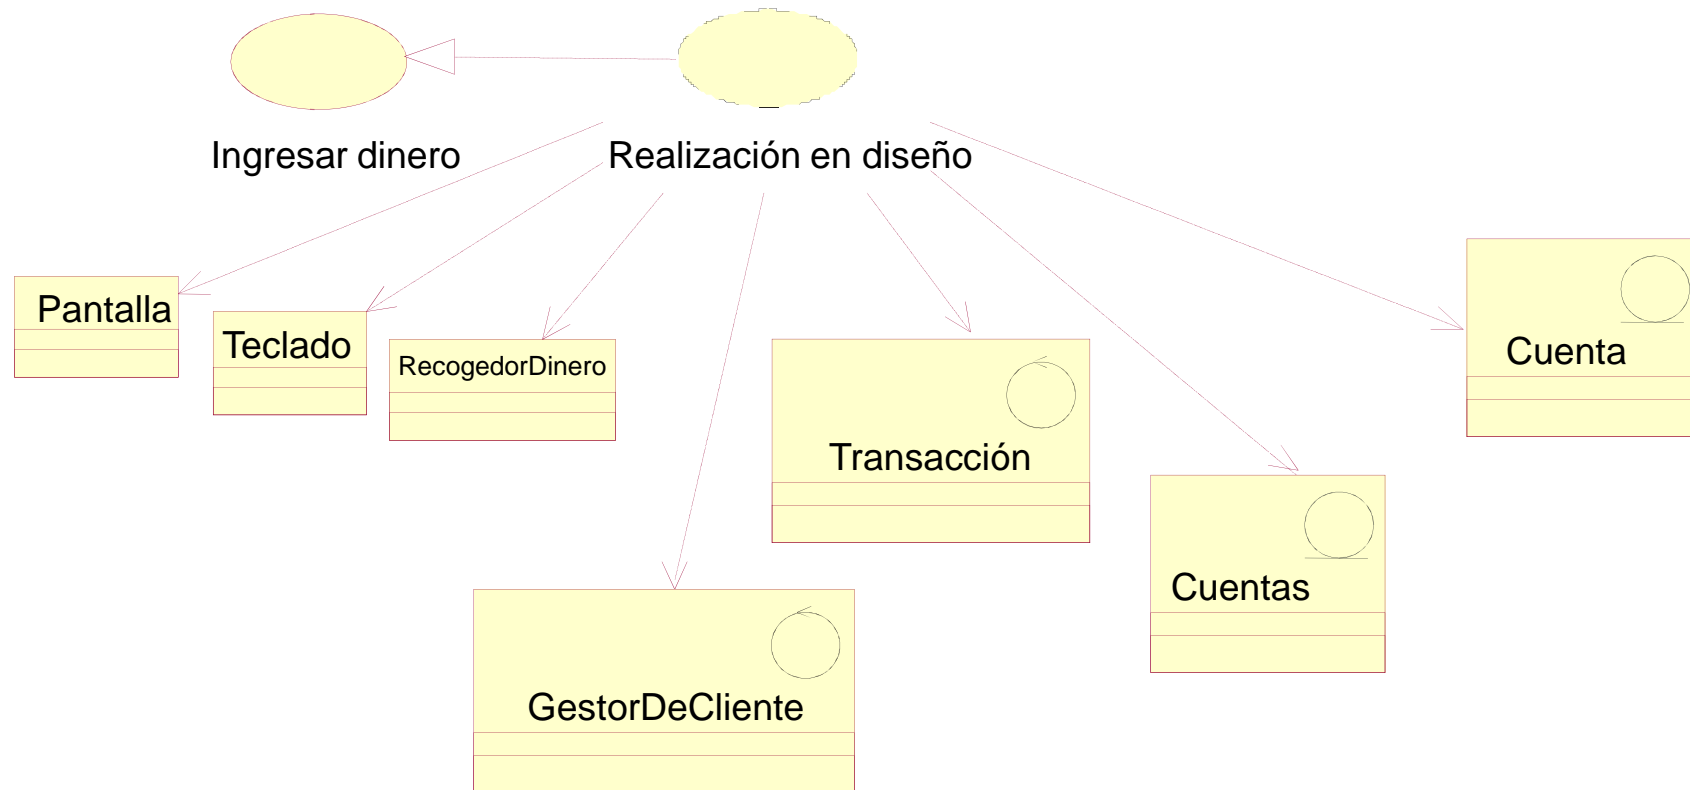 Ingresar dinero
Realización en diseño
Pantalla
Teclado
RecogedorDinero
Transacción
Cuenta
Cuentas
GestorDeCliente